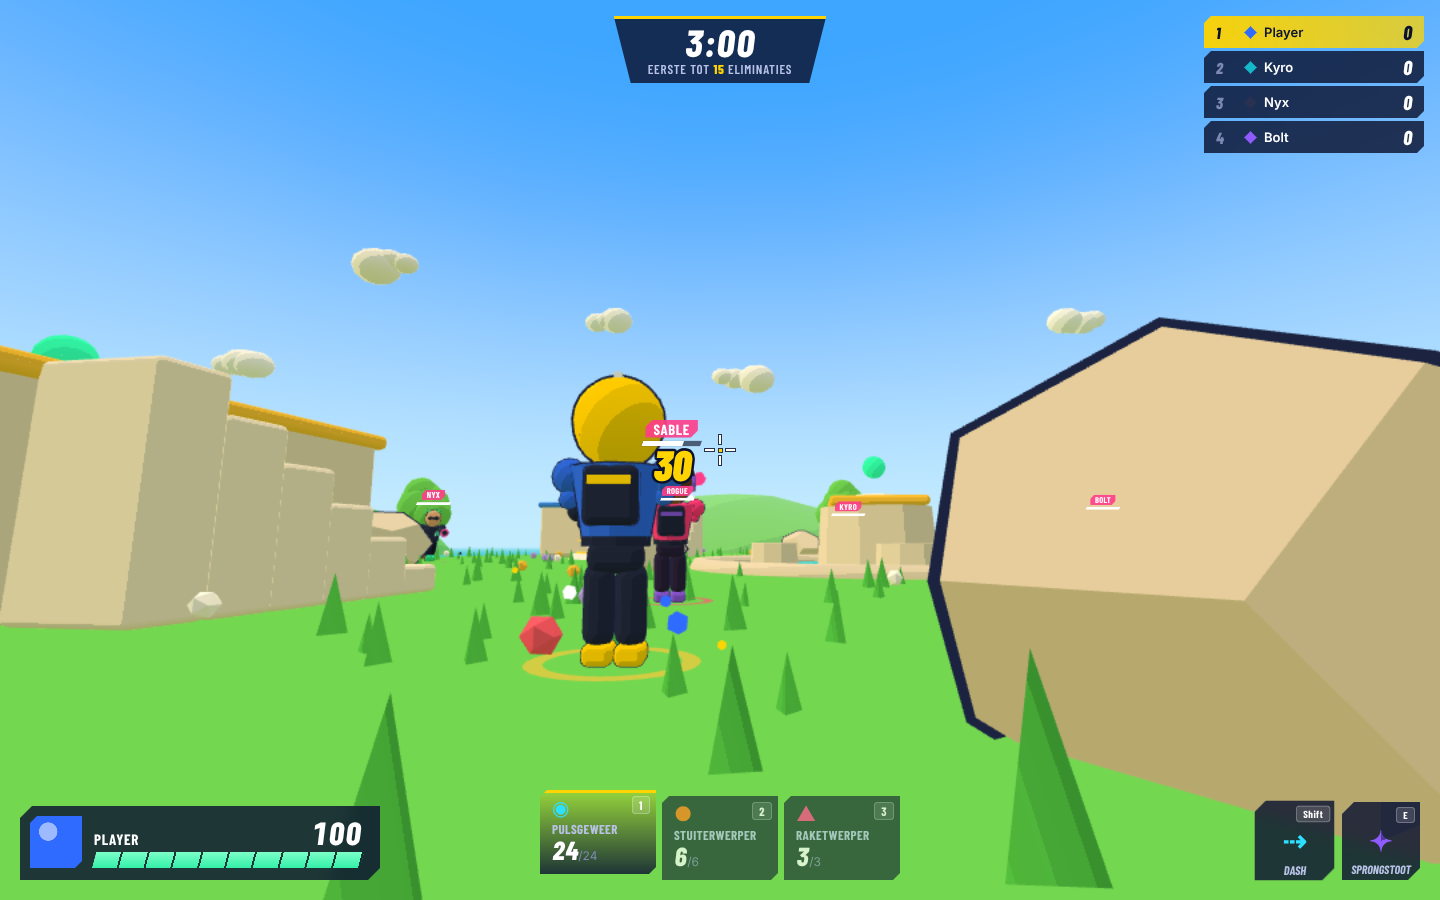 3:00
EERSTE TOT 15 ELIMINATIES
1 Player 0
2 Kyro 0
3 Nyx 0
4 Bolt 0
SABLE
30
ROGUE
NYX
KYRO
BOLT
PLAYER 100
1
PULSGEWEER
24/24
2
STUITERWERPER
6/6
3
RAKETWERPER
3/3
Shift
DASH
E
SPRONGSTOOT